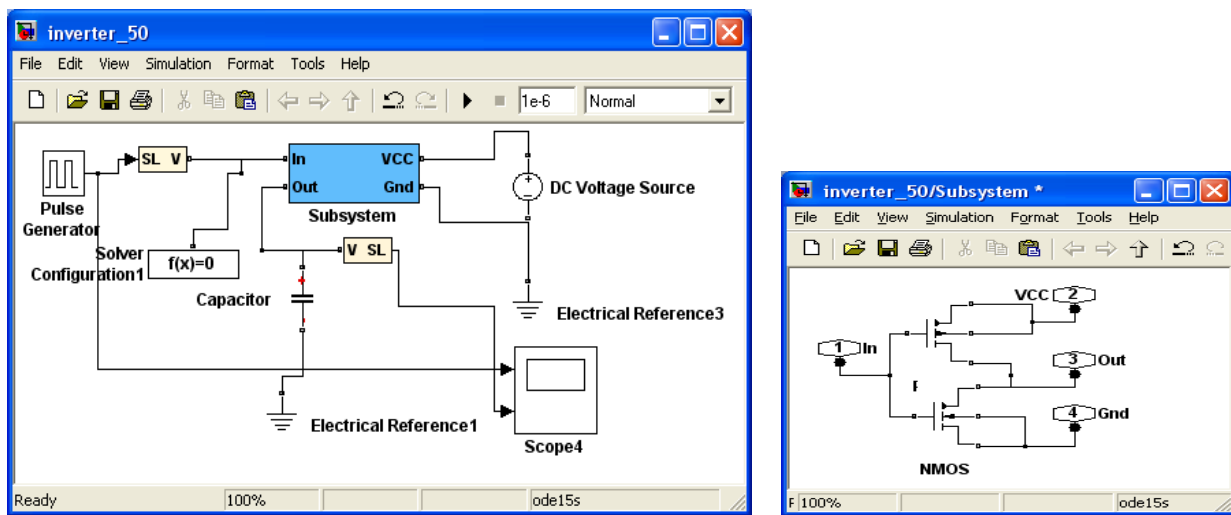 inverter_50
File Edit View Simulation Format Tools Help
1e-6 Normal
SL V
In VCC
Out Gnd
Subsystem
DC Voltage Source
Pulse
Generator
Solver
Configuration1
f(x)=0
V SL
Capacitor
Electrical Reference3
Electrical Reference1
Scope4
Ready 100% ode15s
inverter_50/Subsystem *
File Edit View Simulation Format Tools Help
VCC 2
1 In
3 Out
4 Gnd
NMOS
100% ode15s